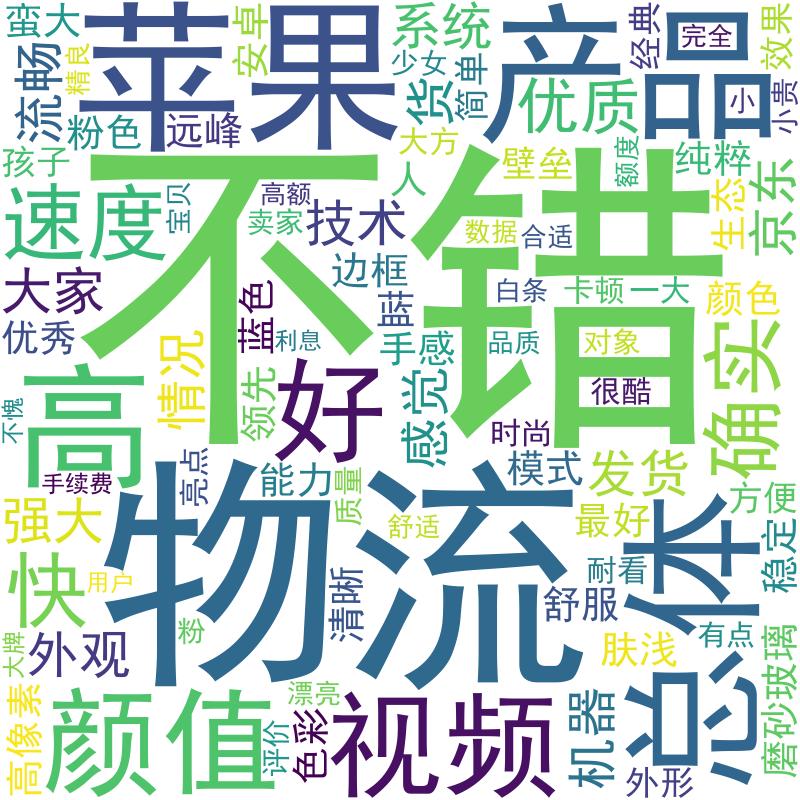 蛮大
苹果
安卓
系统
产品
经典
完全
效果
流畅
精良
少女
简单
货
优质
小
小贵
粉色
远峰
大方
壁垒
额度
纯粹
孩子
不错
人
速度
宝贝
高额
卖家
技术
数据
合适
生态
京东
大家
蓝色
边框
蓝
白条
卡顿
一大
颜色
优秀
情况
利息
手感
品质
对象
确实
高
领先
好
感觉
很酷
不愧
时尚
手续费
亮点
能力
质量
模式
发货
方便
强大
物流
舒适
最好
总体
稳定
快
用户
清晰
耐看
舒服
粉
大牌
外观
肤浅
有点
磨砂玻璃
高像素
颜值
漂亮
评价
色彩
视频
机器
外形